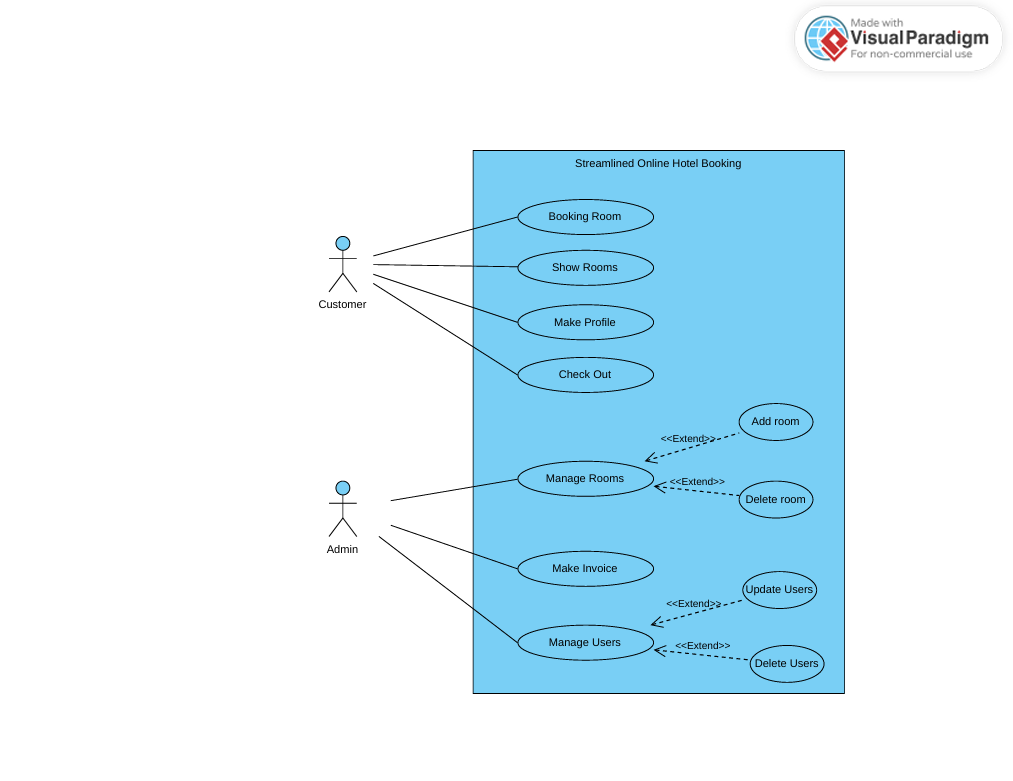 Made with
Visual Paradigm
For non-commercial use
Streamlined Online Hotel Booking
Booking Room
Show Rooms
Customer
Make Profile
Check Out
Add room
<<Extend>>
Manage Rooms
<<Extend>>
Delete room
Admin
Make Invoice
Update Users
<<Extend>>
Manage Users
<<Extend>>
Delete Users